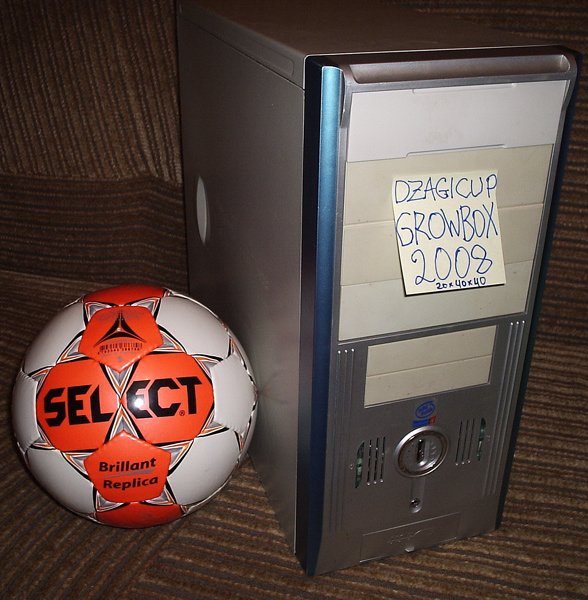 DZAGICUP
GROWBOX
2008
20x40x40
SELECT
Brillant
Replica